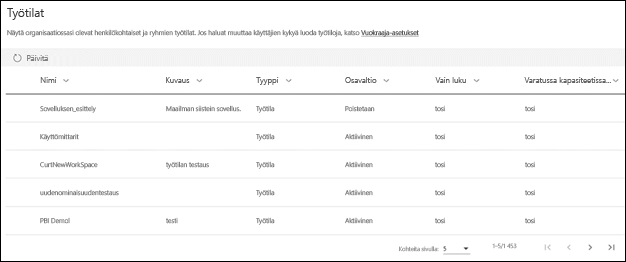 Työtilat
Näytä organisaatiossasi olevat henkilökohtaiset ja ryhmien työtilat. Jos haluat muuttaa käyttäjien kykyä luoda työtiloja, katso Vuokraaja-asetukset
Päivitä
Nimi Kuvaus Tyyppi Osavaltio Vain luku Varatussa kapasiteetissa...
Sovelluksen_esittely Maailman siistein sovellus. Työtila Poistetaan tosi tosi
Käyttömittarit Työtila Aktiivinen tosi tosi
CurtNewWorkSpace työtilan testaus Työtila Aktiivinen tosi tosi
uudenominaisuudentestaus Työtila Aktiivinen tosi tosi
PBI Demo! testi Työtila Aktiivinen tosi tosi
Kohteita sivulla: 5 1-5/1 453